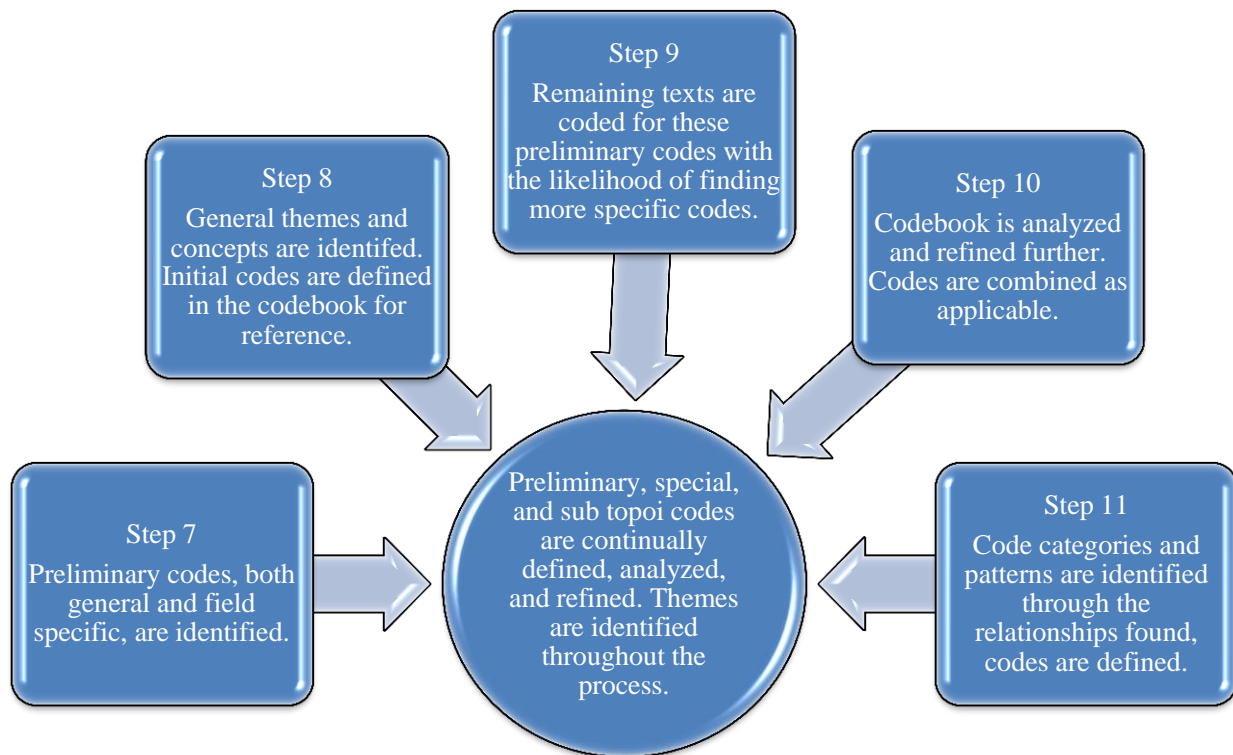 Step 7
Preliminary codes, both
general and field
specific, are identified.
Step 8
General themes and
concepts are identifed.
Initial codes are defined
in the codebook for
reference.
Step 9
Remaining texts are
coded for these
preliminary codes with
the likelihood of finding
more specific codes.
Step 10
Codebook is analyzed
and refined further.
Codes are combined as
applicable.
Step 11
Code categories and
patterns are identified
through the
relationships found,
codes are defined.
Preliminary, special,
and sub topoi codes
are continually
defined, analyzed,
and refined. Themes
are identified
throughout the
process.